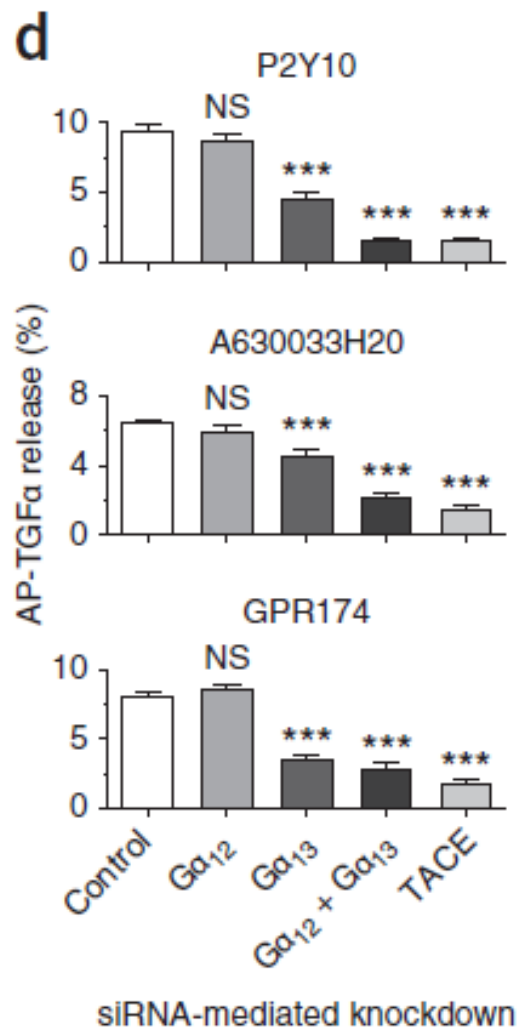 d
P2Y10
AP-TGFα release (%)
10
5
0
NS
***
***
***
A630033H20
8
4
0
NS
***
***
***
GPR174
10
5
0
NS
***
***
***
Control
Gα₁₂
Gα₁₃
Gα₁₂ + Gα₁₃
TACE
siRNA-mediated knockdown